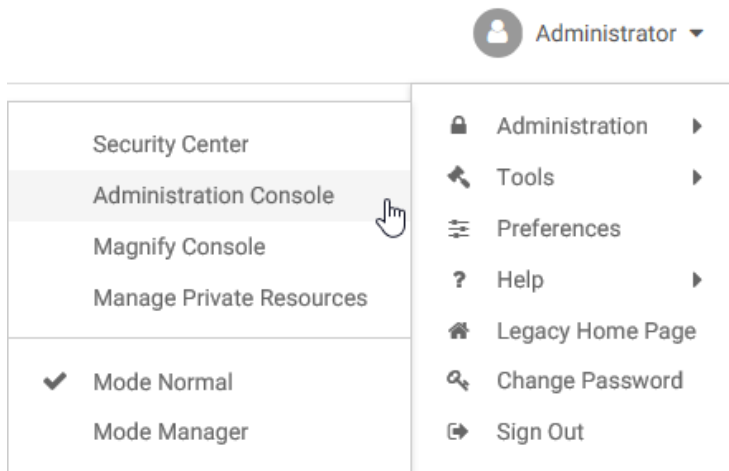 Administrator
Security Center
Administration Console
Magnify Console
Manage Private Resources
Mode Normal
Mode Manager
Administration
Tools
Preferences
? Help
Legacy Home Page
Change Password
Sign Out